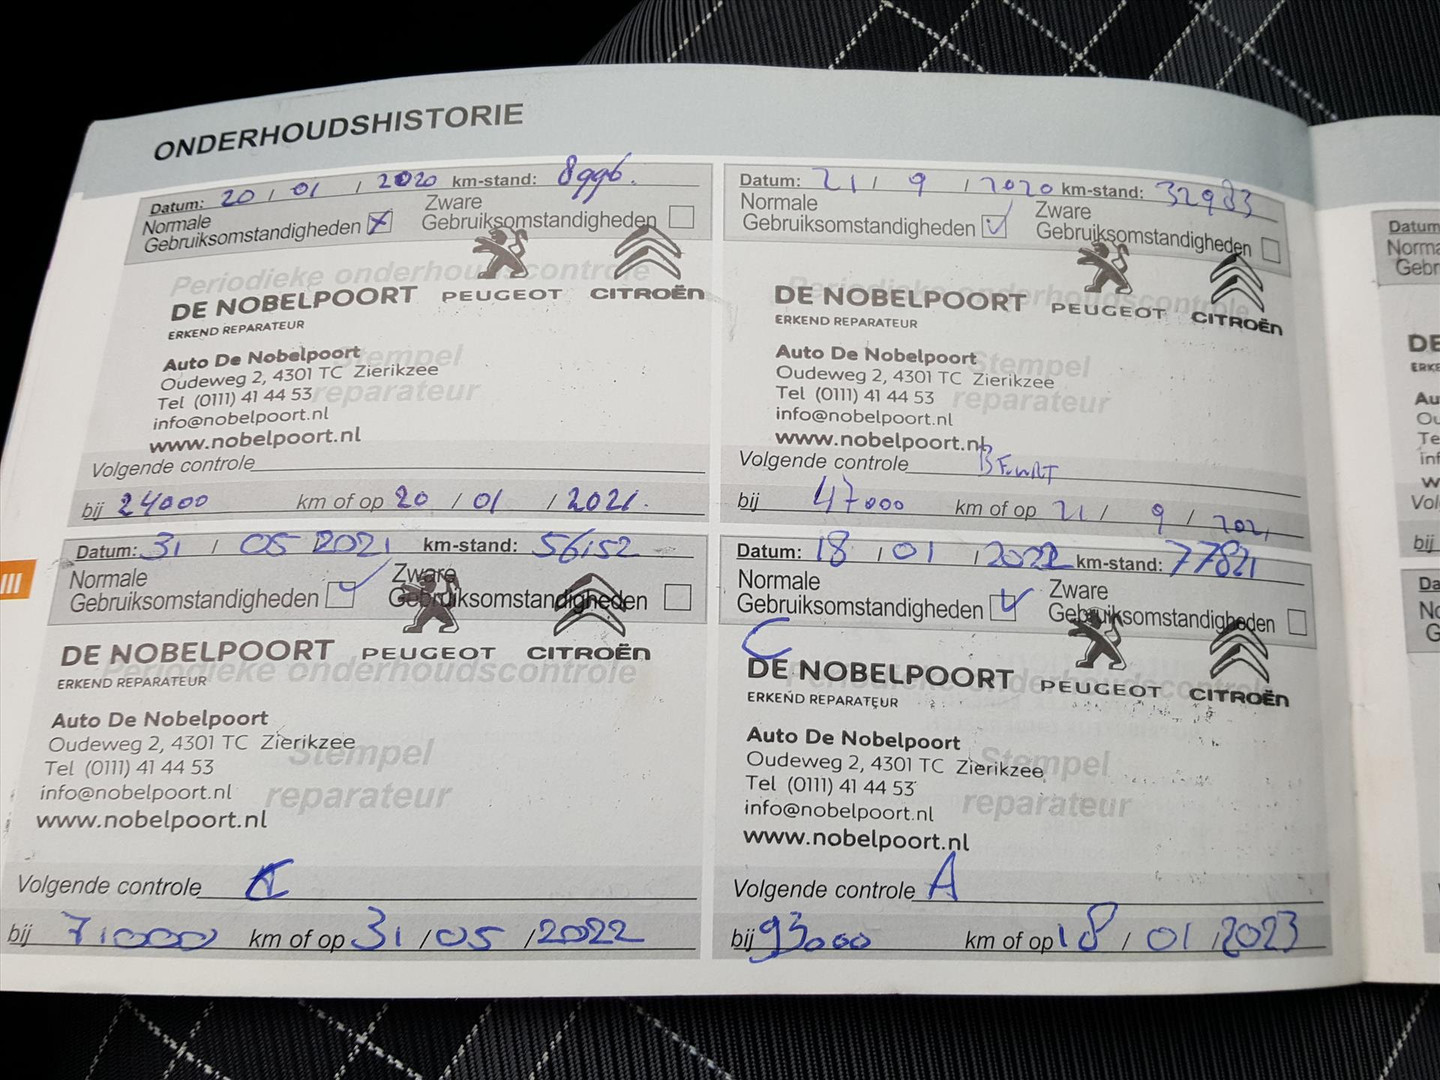 ONDERHOUDSHISTORIE
Datum: 20 / 01 / 2020 km-stand: 8996.
Normale Gebruiksomstandigheden
Zware Gebruiksomstandigheden
Periodieke onderhoudscontrole
DE NOBELPOORT PEUGEOT CITROËN
ERKEND REPARATEUR
Stempel reparateur
Auto De Nobelpoort
Oudeweg 2, 4301 TC Zierikzee
Tel (0111) 41 44 53
info@nobelpoort.nl
www.nobelpoort.nl
Volgende controle
bij 24000 km of op 20 / 01 / 2021.
Datum: 21 / 9 / 2020 km-stand: 32983
Normale Gebruiksomstandigheden
Zware Gebruiksomstandigheden
Periodieke onderhoudscontrole
DE NOBELPOORT PEUGEOT CITROËN
ERKEND REPARATEUR
Stempel reparateur
Auto De Nobelpoort
Oudeweg 2, 4301 TC Zierikzee
Tel (0111) 41 44 53
info@nobelpoort.nl
www.nobelpoort.nl
Volgende controle
bij 47000 km of op 21 / 9 / 2021
III
Datum: 31 / 05 2021 km-stand: 56152
Normale Gebruiksomstandigheden
Zware Gebruiksomstandigheden
DE NOBELPOORT PEUGEOT CITROËN
Periodieke onderhoudscontrole
ERKEND REPARATEUR
Stempel reparateur
Auto De Nobelpoort
Oudeweg 2, 4301 TC Zierikzee
Tel (0111) 41 44 53
info@nobelpoort.nl
www.nobelpoort.nl
Volgende controle C
bij 71000 km of op 31 / 05 / 2022
Datum: 18 / 01 / 2022 km-stand: 77821
Normale Gebruiksomstandigheden
Zware Gebruiksomstandigheden
C
DE NOBELPOORT PEUGEOT CITROËN
Periodieke onderhoudscontrole
ERKEND REPARATEUR
Stempel reparateur
Auto De Nobelpoort
Oudeweg 2, 4301 TC Zierikzee
Tel (0111) 41 44 53
info@nobelpoort.nl
www.nobelpoort.nl
Volgende controle A
bij 93000 km of op 18 / 01 / 2023